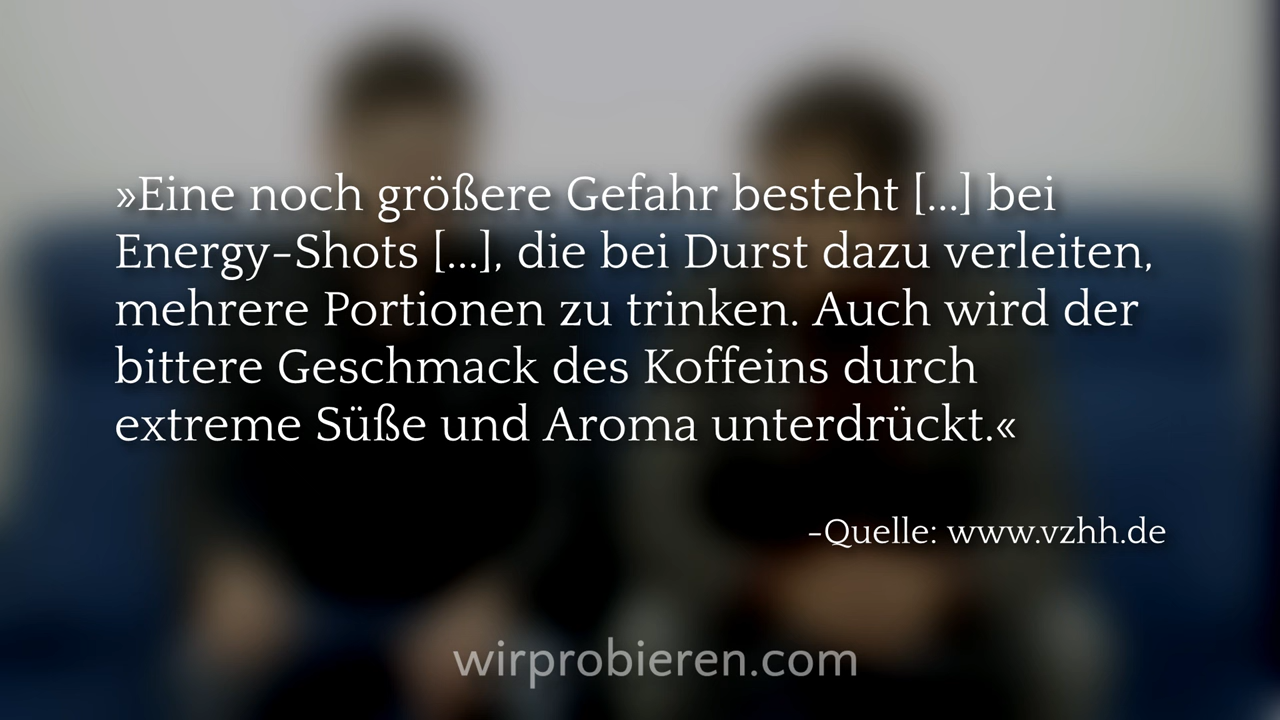 »Eine noch größere Gefahr besteht [...] bei
Energy-Shots [...], die bei Durst dazu verleiten,
mehrere Portionen zu trinken. Auch wird der
bittere Geschmack des Koffeins durch
extreme Süße und Aroma unterdrückt.«
-Quelle: www.vzhh.de
wirprobieren.com